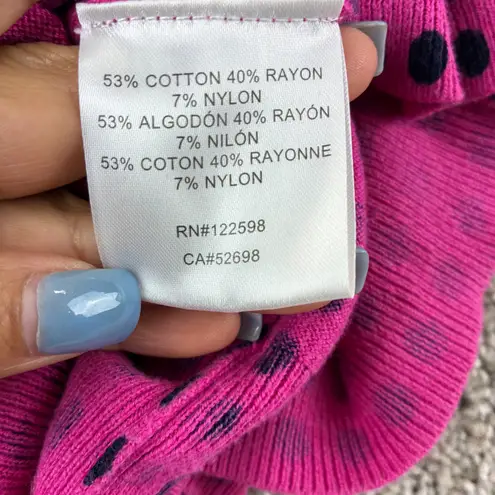 53% COTTON 40% RAYON
7% NYLON
53% ALGODÓN 40% RAYÓN
7% NILÓN
53% COTON 40% RAYONNE
7% NYLON
RN#122598
CA#52698